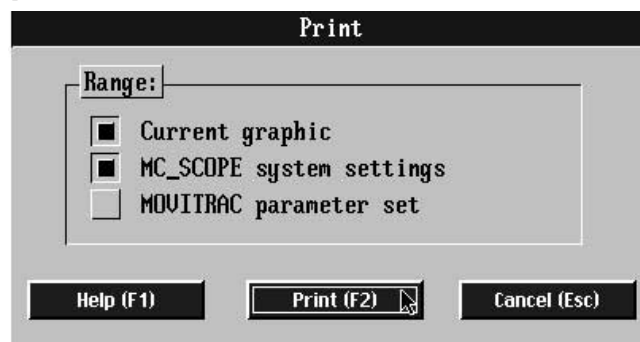 Print
Range:
Current graphic
MC_SCOPE system settings
MOVITRAC parameter set
Help (F1)
Print (F2)
Cancel (Esc)